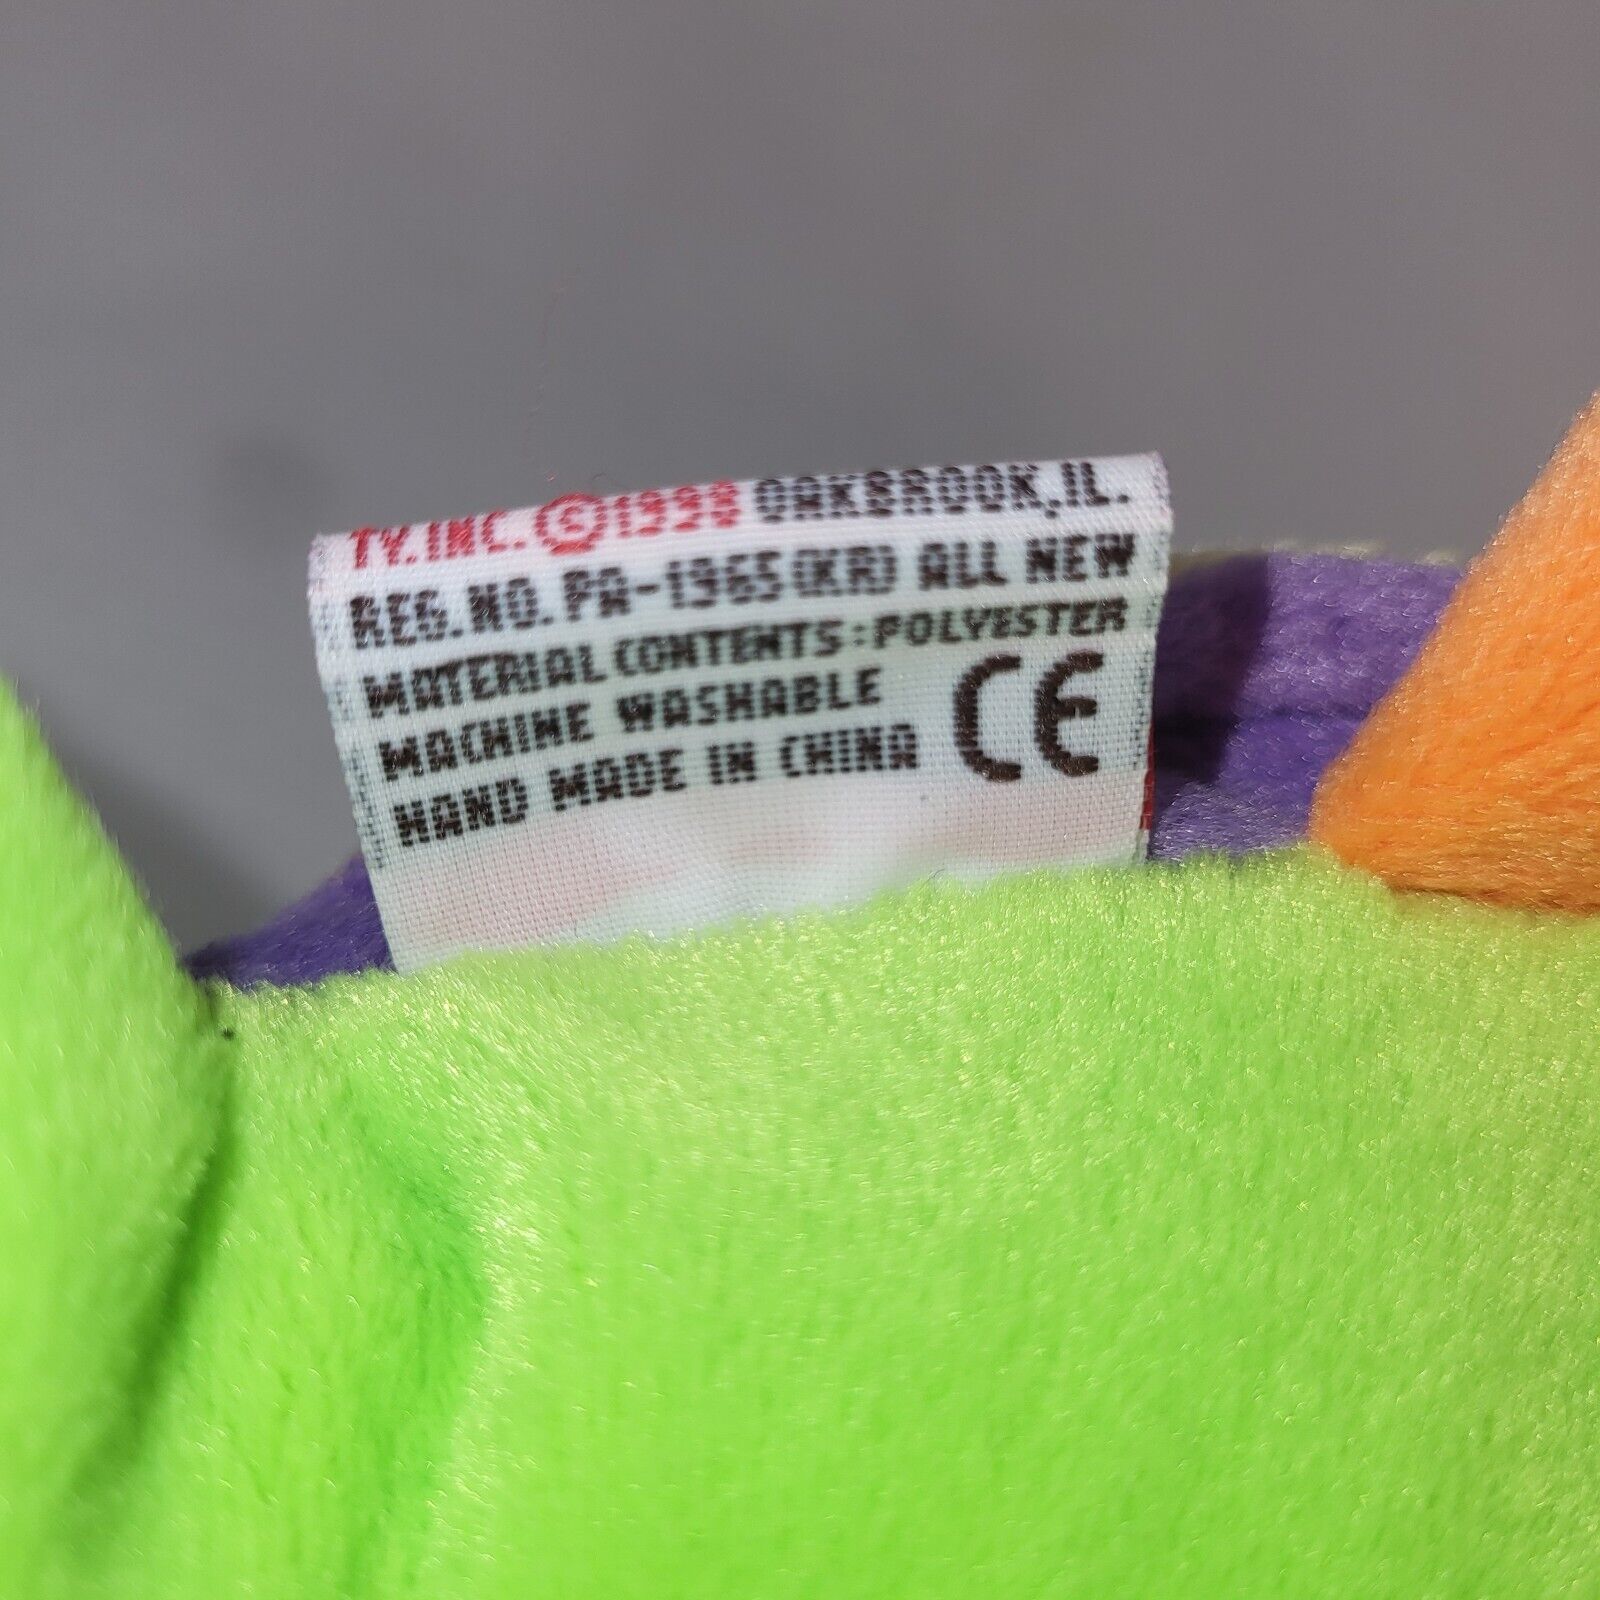 TY.INC.©1998 OAKBROOK,IL.
REG.NO.PA-1965(KR) ALL NEW
MATERIAL CONTENTS:POLYESTER
MACHINE WASHABLE
HAND MADE IN CHINA CE